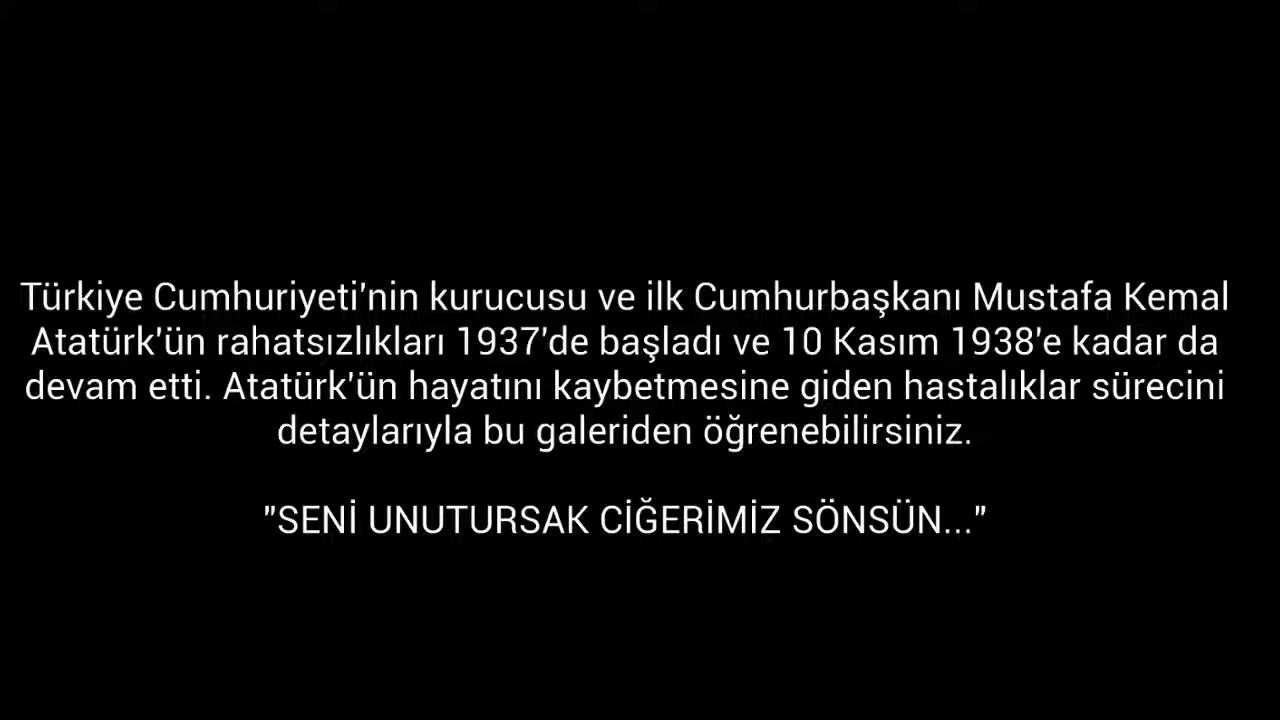 Türkiye Cumhuriyeti'nin kurucusu ve ilk Cumhurbaşkanı Mustafa Kemal
Atatürk'ün rahatsızlıkları 1937'de başladı ve 10 Kasım 1938'e kadar da
devam etti. Atatürk'ün hayatını kaybetmesine giden hastalıklar sürecini
detaylarıyla bu galeriden öğrenebilirsiniz.
"SENİ UNUTURSAK CİĞERİMİZ SÖNSÜN..."